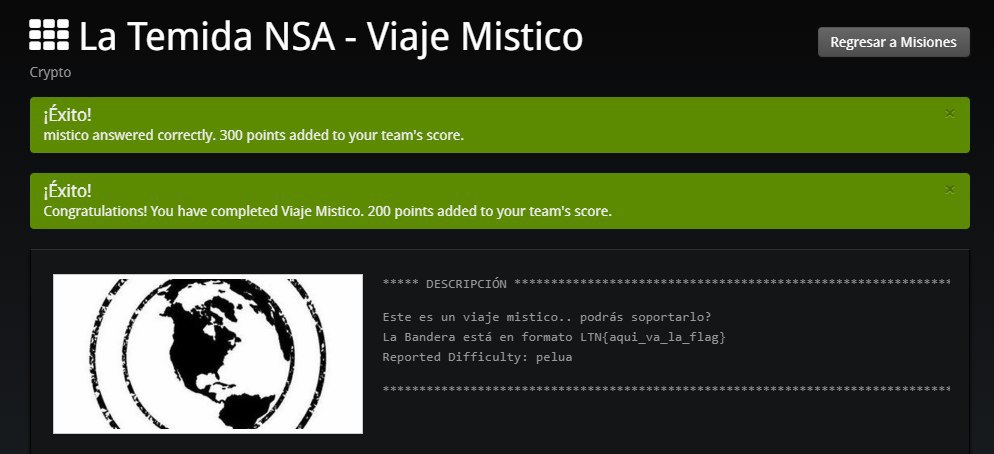 La Temida NSA - Viaje Mistico
Regresar a Misiones
Crypto
¡Éxito!
×
mistico answered correctly. 300 points added to your team's score.
¡Éxito!
×
Congratulations! You have completed Viaje Mistico. 200 points added to your team's score.
***** DESCRIPCIÓN ************************************************************
Este es un viaje mistico.. podrás soportarlo?
La Bandera está en formato LTN{aqui_va_la_flag}
Reported Difficulty: pelua
******************************************************************************